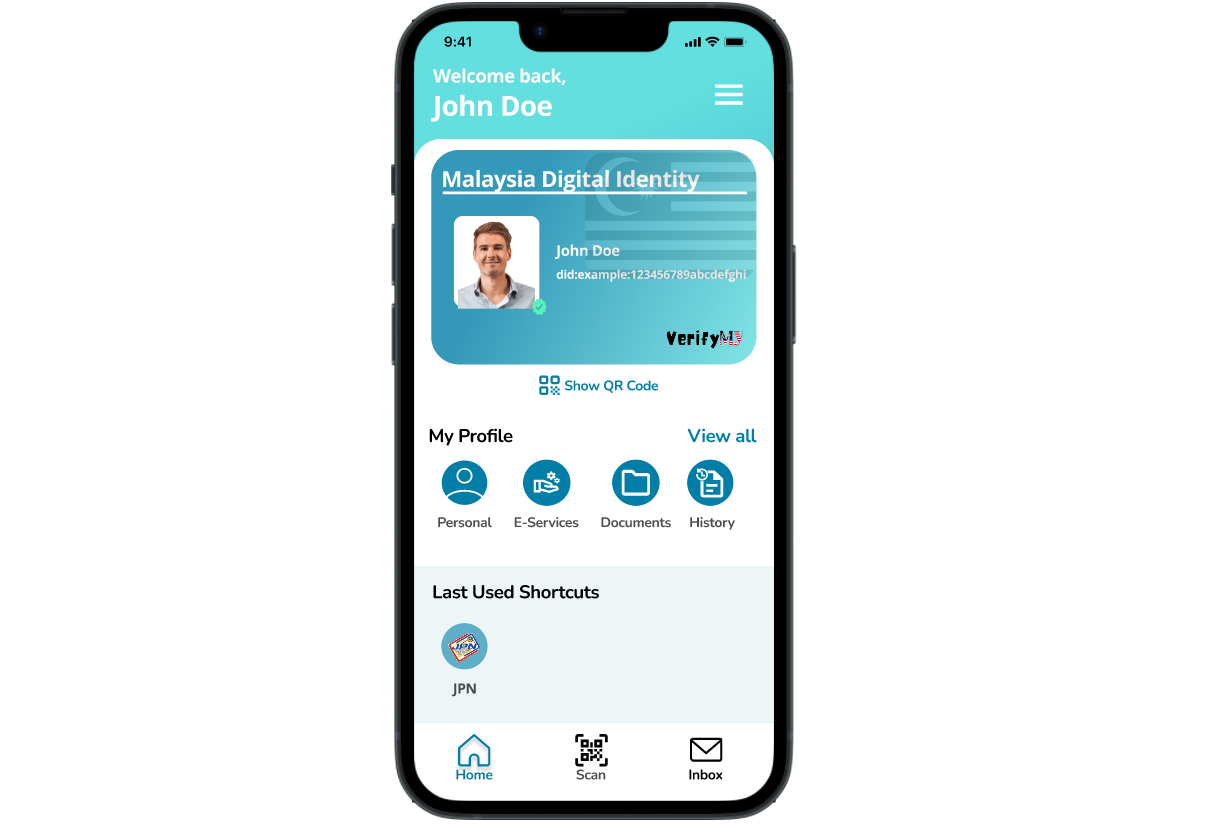 9:41
Welcome back,
John Doe
Malaysia Digital Identity
John Doe
did:example:123456789abcdefghi
VerifyMY
Show QR Code
My Profile
View all
Personal
E-Services
Documents
History
Last Used Shortcuts
JPN
JPN
Home
Scan
Inbox